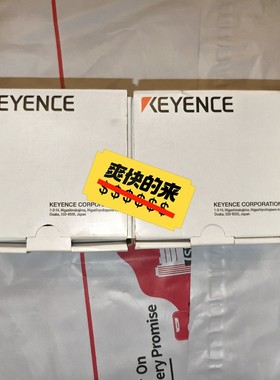 KEYENCE
KEYENCE
爽快的来
$$$$$$
KEYENCE CORPORATION
1-3-14, Higashinakajima, Higashiyodogawa-ku,
Osaka, 533-8555, Japan
KEYENCE CORPORATION
On
ery Promise